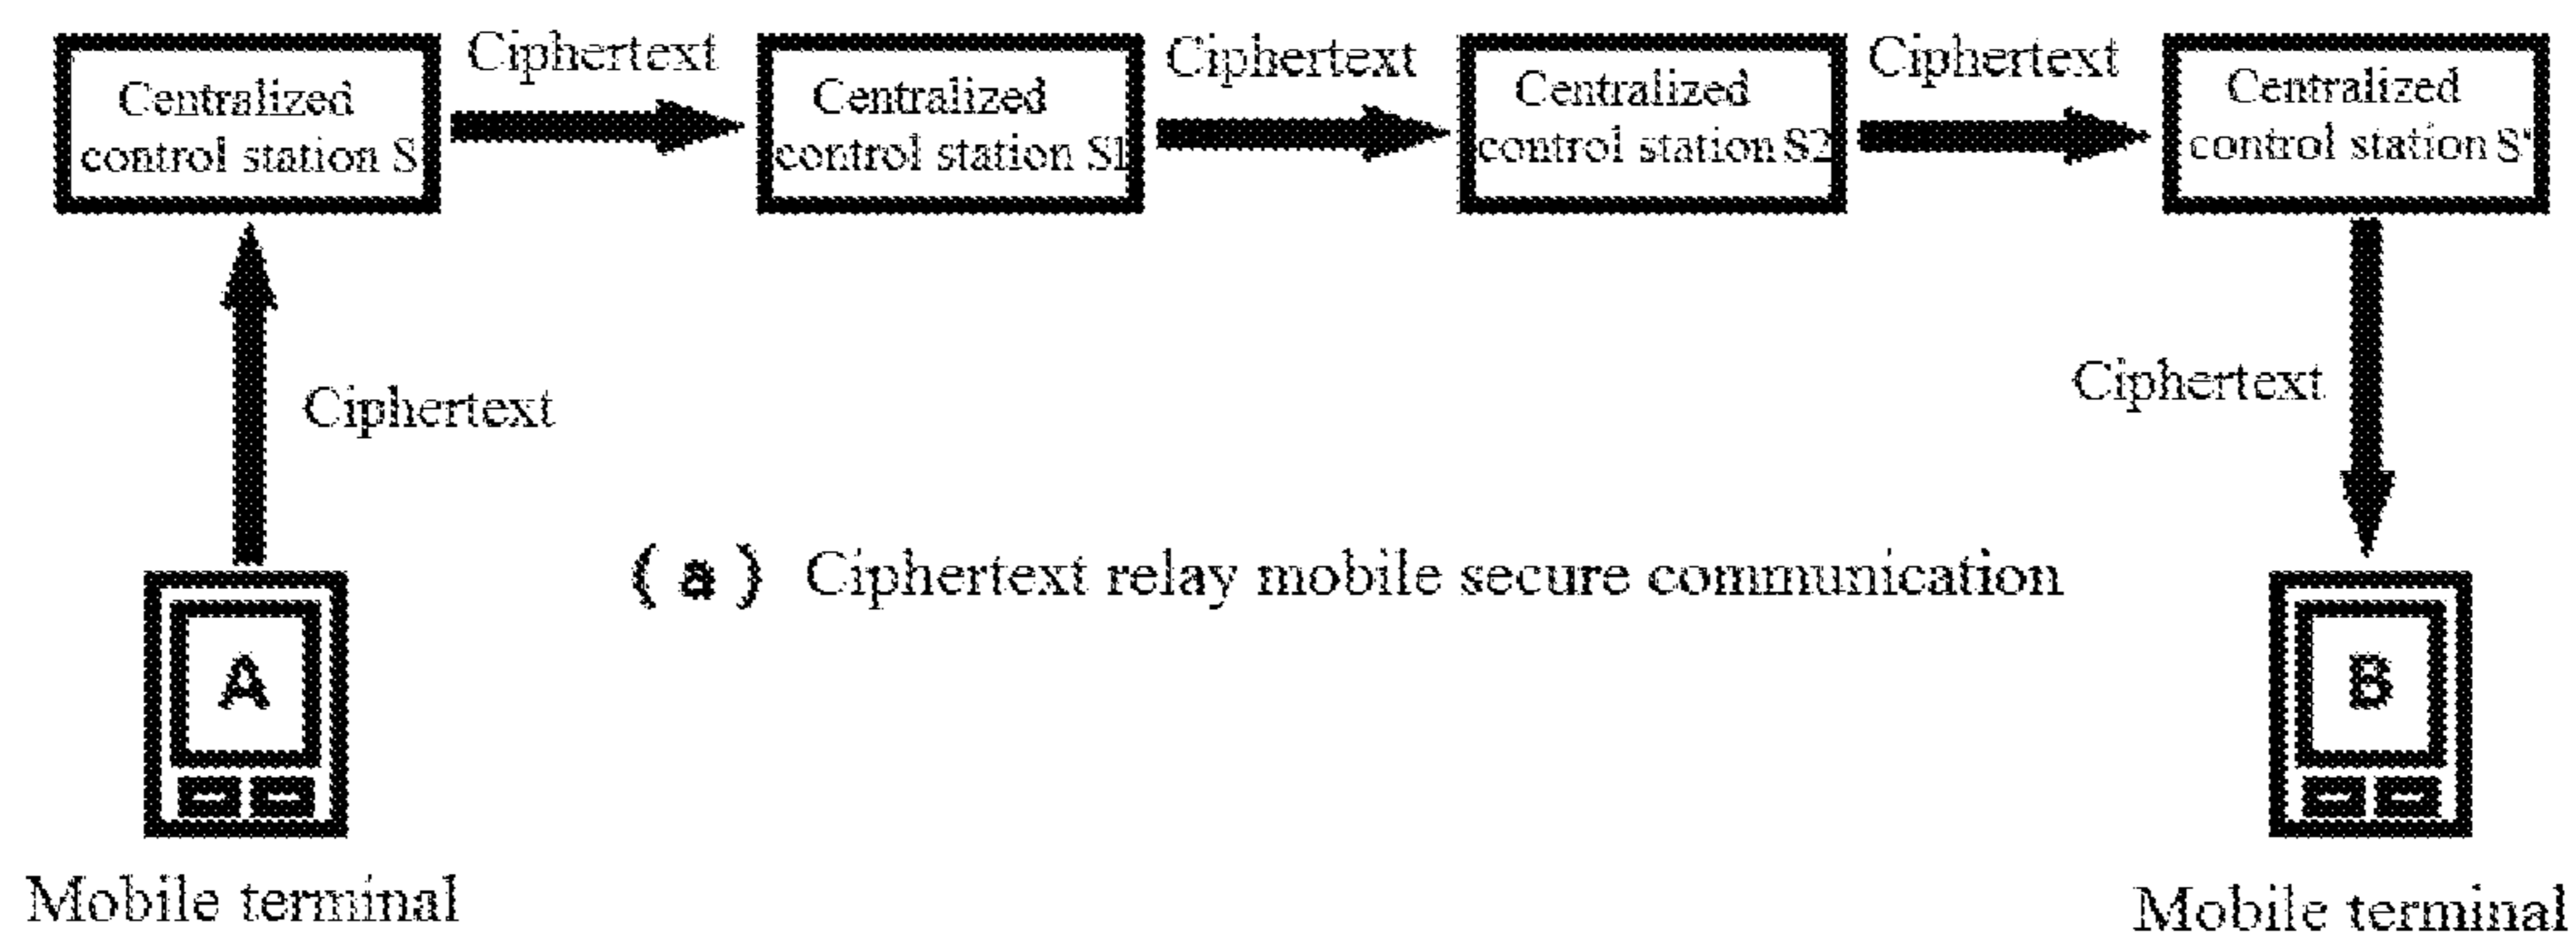 Ciphertext
Ciphertext
Ciphertext
Centralized
control station S
Centralized
control station S1
Centralized
control station S2
Centralized
control station S'
Ciphertext
Ciphertext
(a) Ciphertext relay mobile secure communication
A
B
Mobile terminal
Mobile terminal